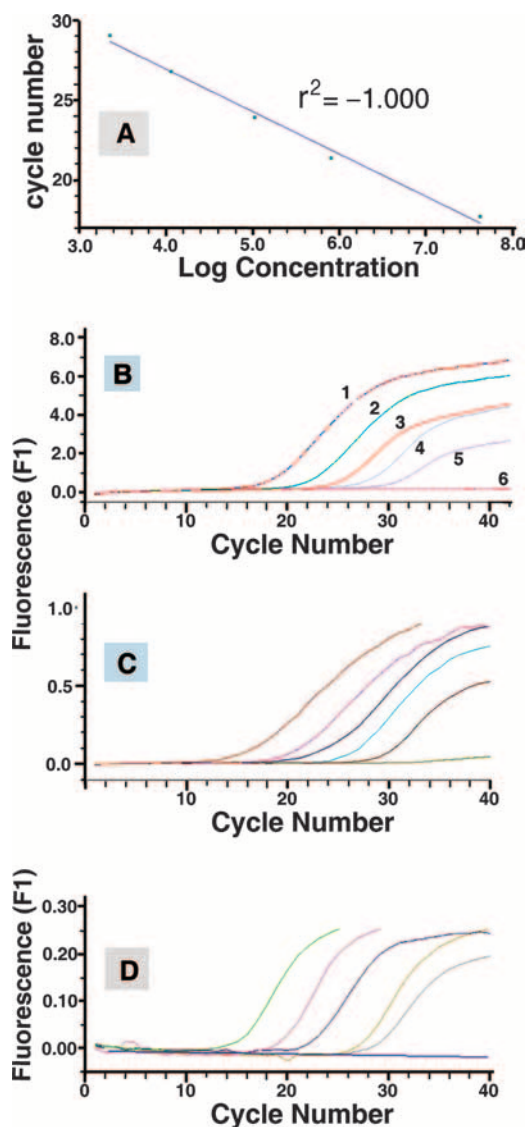 30
25
20
cycle number
A
r² = −1.000
3.0 4.0 5.0 6.0 7.0 8.0
Log Concentration
8.0
6.0
4.0
2.0
0.0
B
1 2 3 4 5 6
0 10 20 30 40
Cycle Number
Fluorescence (F1)
1.0
0.5
0.0
C
10 20 30 40
Cycle Number
0.30
0.20
0.10
0.00
Fluorescence (F1)
D
0 10 20 30 40
Cycle Number